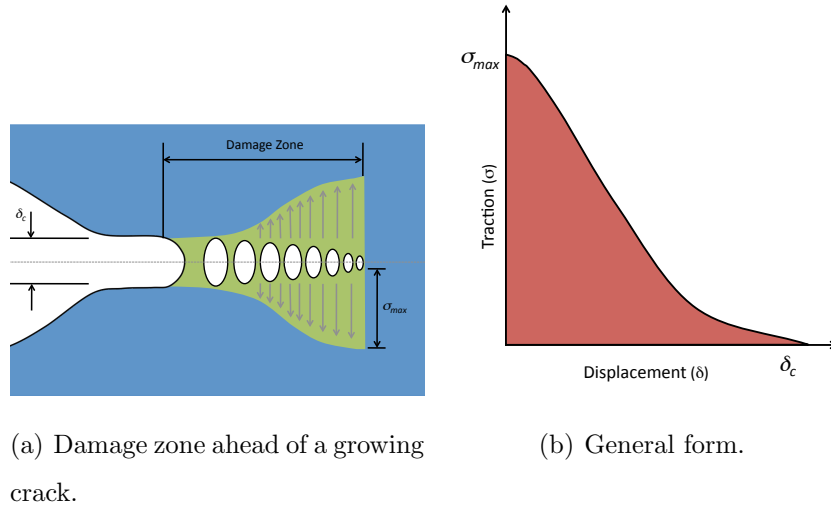 Damage Zone
δc
σmax
(a) Damage zone ahead of a growing
crack.
σmax
Traction (σ)
Displacement (δ)
δc
(b) General form.